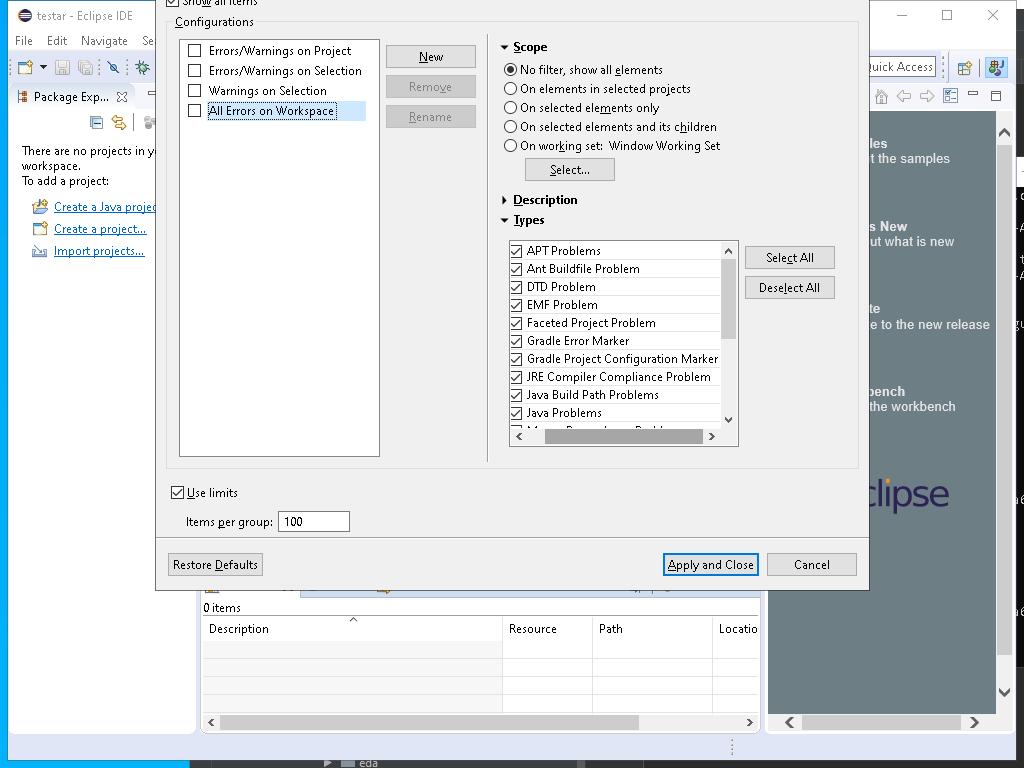 testar - Eclipse IDE
File Edit Navigate
Quick Access
Package Exp...
There are no projects in
workspace.
To add a project:
Create a Java
Create a project...
Import projects...
Show all items
Configurations
Errors/Warnings on Project
Errors/Warnings on Selection
Warnings on Selection
All Errors on Workspace
New
Remove
Rename
Scope
No filter, show all elements
On elements in selected projects
On selected elements only
On selected elements and its children
On working set: Window Working Set
Select...
Description
Types
APT Problems
Ant Buildfile Problem
DTD Problem
EMF Problem
Faceted Project Problem
Gradle Error Marker
Gradle Project Configuration Marker
JRE Compiler Compliance Problem
Java Build Path Problems
Java Problems
Select All
Deselect All
Use limits
Items per group: 100
Restore Defaults
Apply and Close
Cancel
les
t the samples
s New
ut what is new
te
e to the new release
bench
the workbench
clipse
0 items
Description Resource Path Locatio
eda